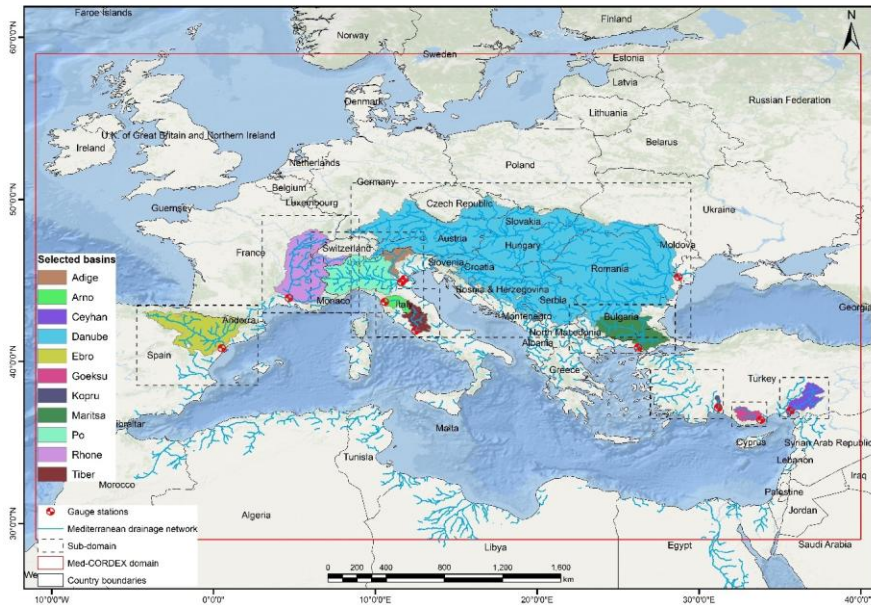 Faroe Islands
Finland
N
Norway
Sweden
Estonia
Latvia
Russian Federation
Denmark
Lithuania
U.K. of Great Britain and Northern Ireland
Ireland
Belarus
Netherlands
Poland
Germany
Belgium
Luxembourg
Guernsey
Czech Republic
Ukraine
Slovakia
Austria
Moldova
France
Switzerland
Hungary
Slovenia
Croatia
Romania
Bosnia & Herzegovina
Serbia
Monaco
Montenegro
Bulgaria
Georgia
Andorra
North Macedonia
Albania
Spain
Greece
Turkey
Malta
Cyprus
Syrian Arab Republic
Lebanon
Iraq
Tunisia
Morocco
Palestine
Jordan
Algeria
Libya
Egypt
Saudi Arabia
Selected basins
Adige
Arno
Ceyhan
Danube
Ebro
Goeksu
Kopru
Maritsa
Po
Rhone
Tiber
Gauge stations
Mediterranean drainage network
Sub-domain
Med-CORDEX domain
Country boundaries
0 200 400 800 1,200 1,600
km
60°0'0"N
50°0'0"N
40°0'0"N
30°0'0"N
10°0'0"W
0°0'0"
10°0'0"E
20°0'0"E
30°0'0"E
40°0'0"E